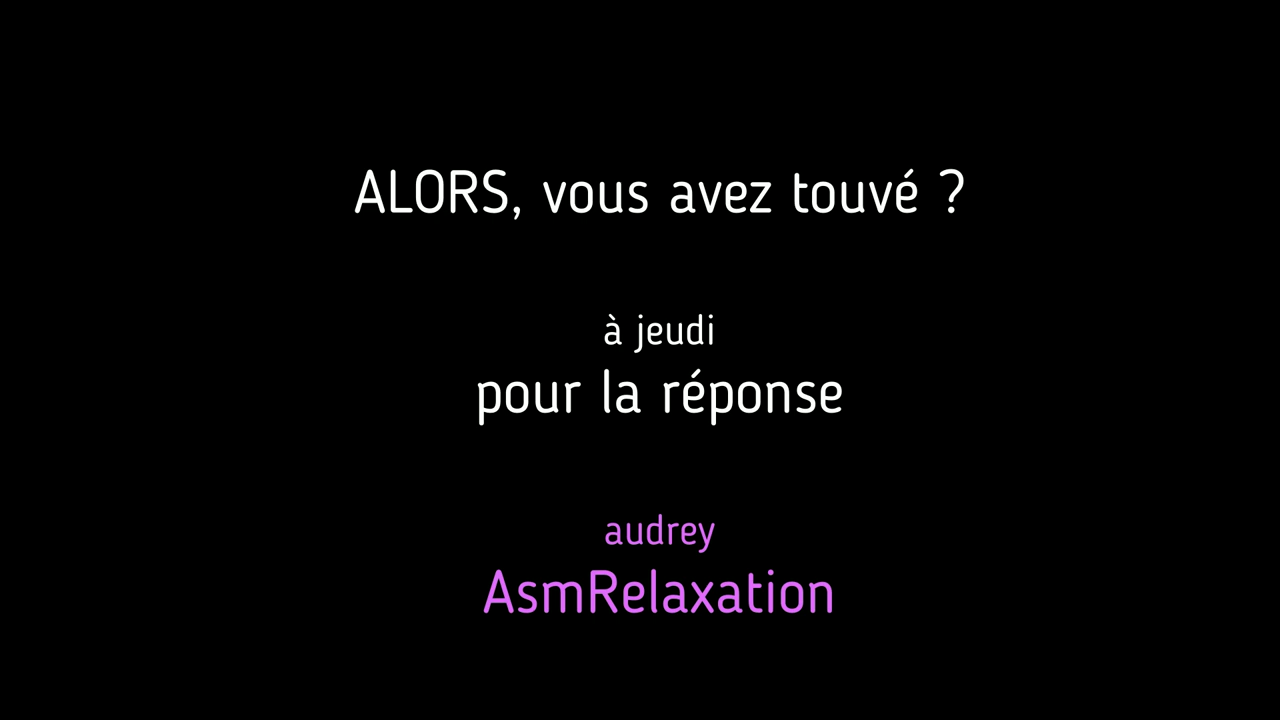 ALORS, vous avez touvé ?
à jeudi
pour la réponse
audrey
AsmRelaxation